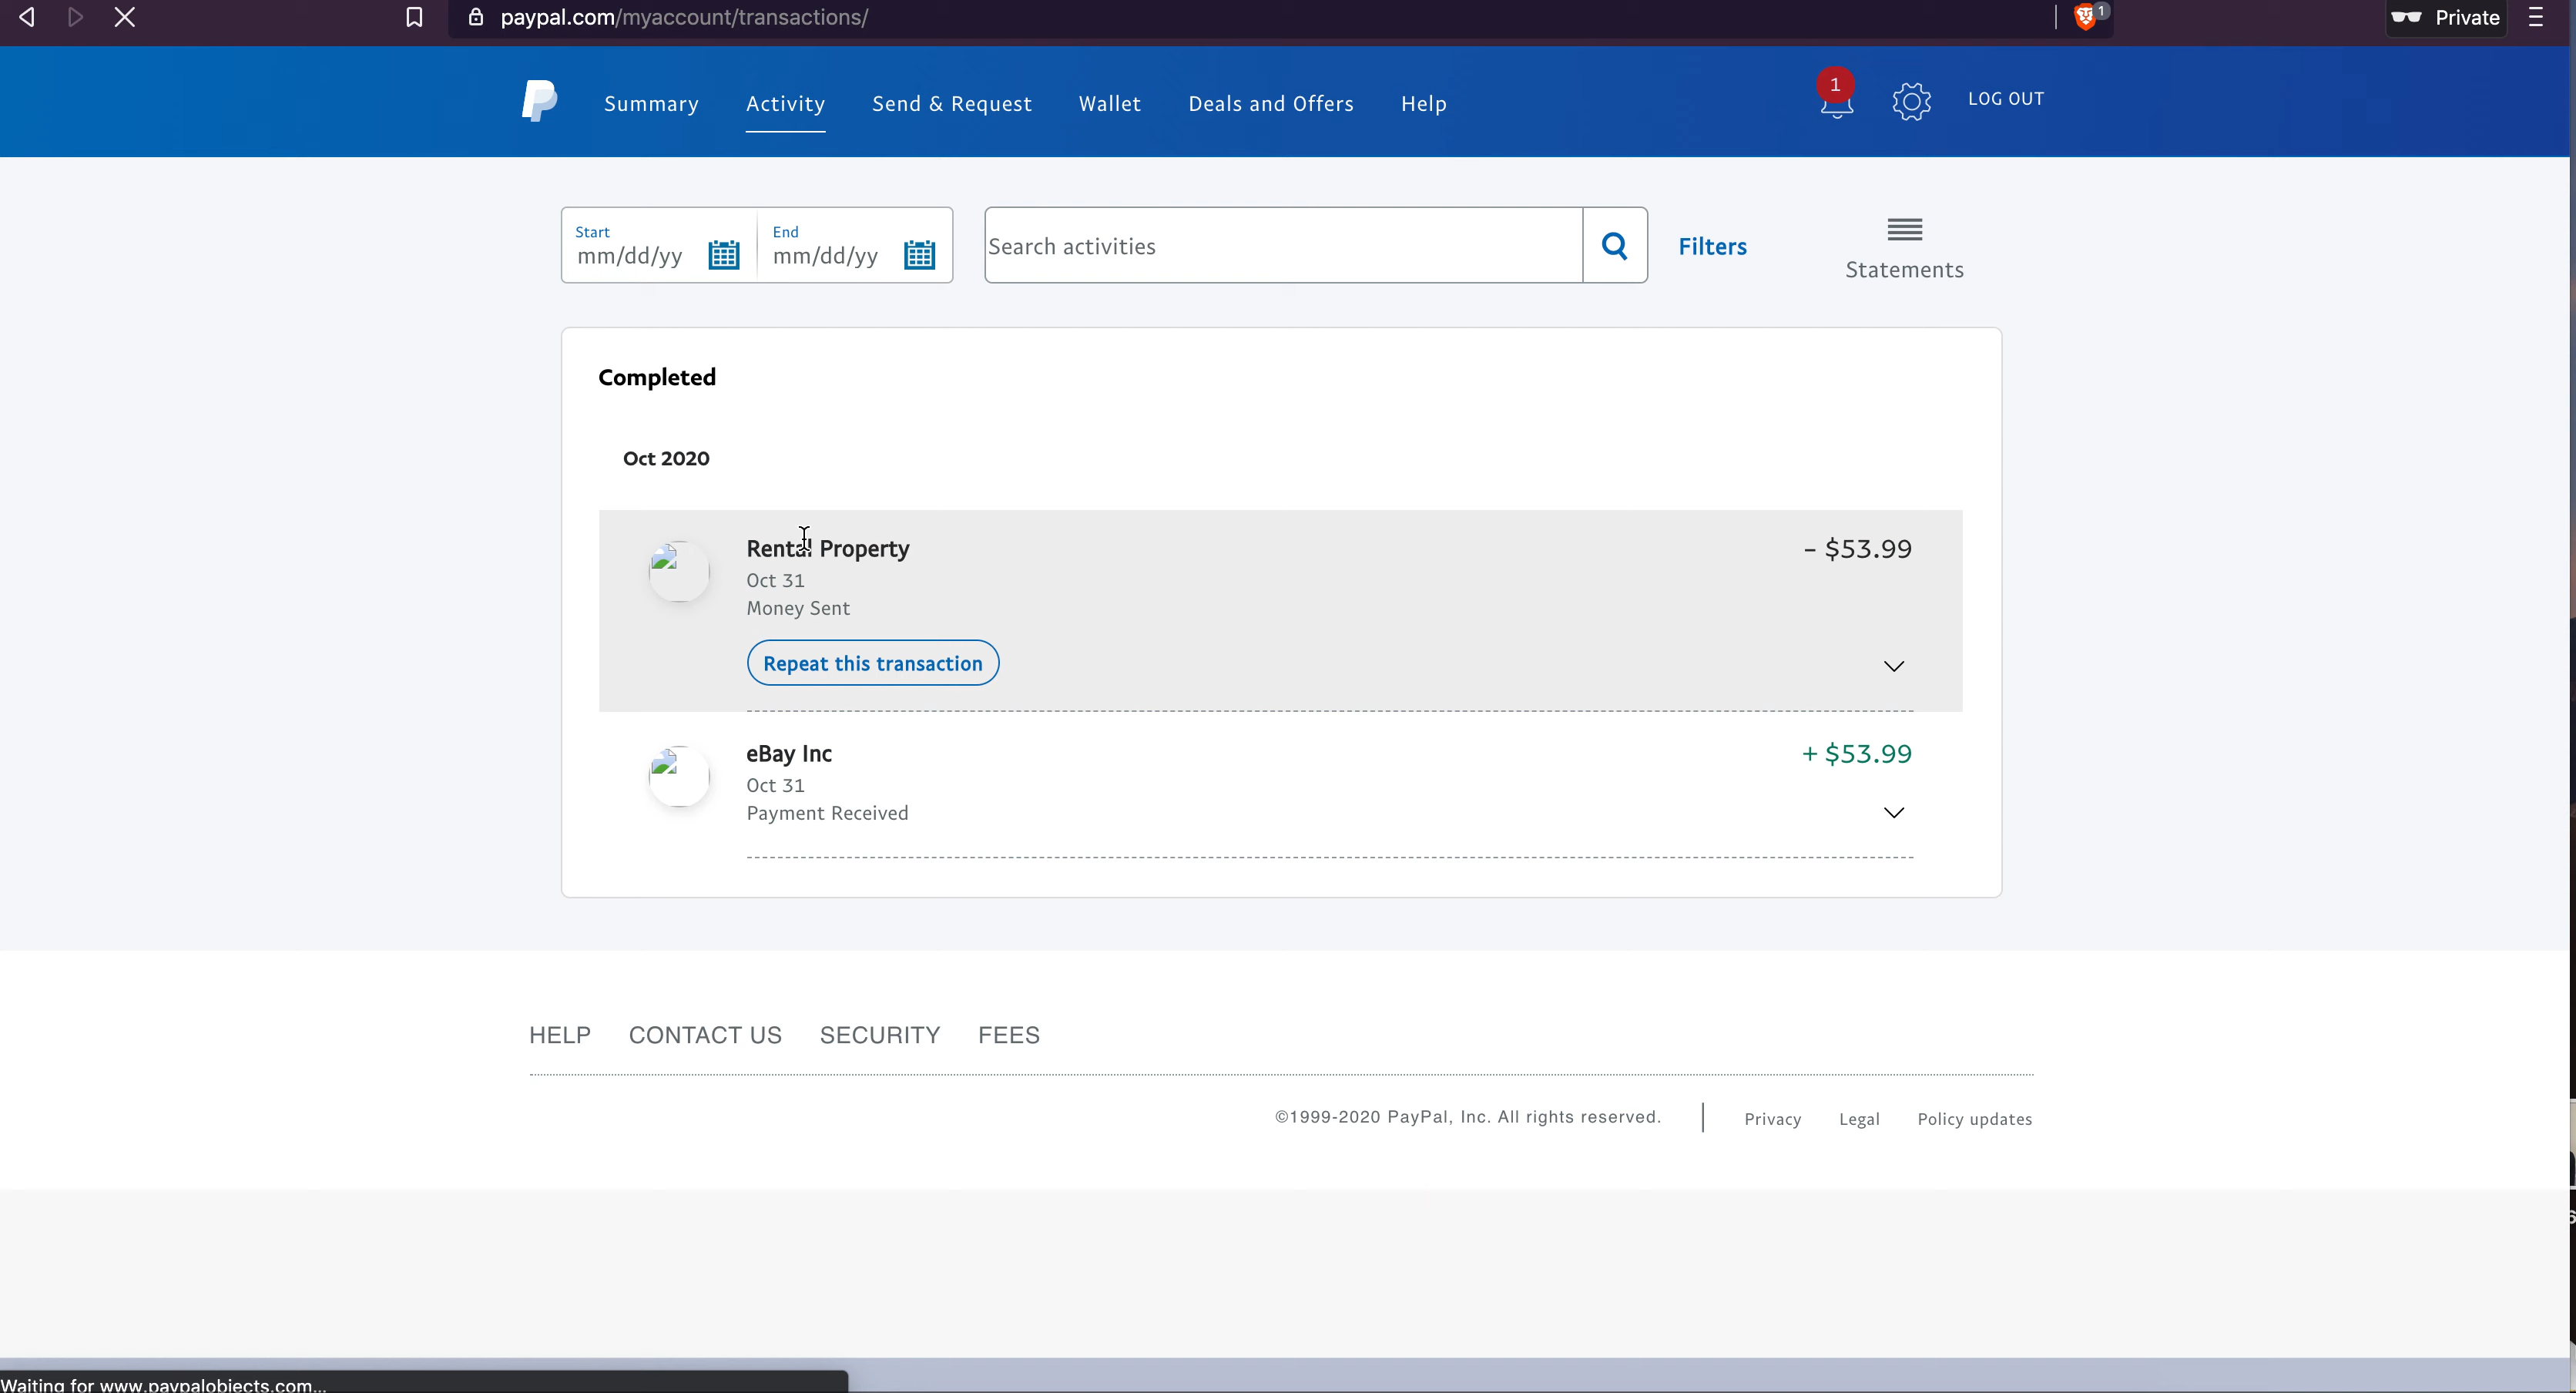 paypal.com/myaccount/transactions/
1
Private
Summary
Activity
Send & Request
Wallet
Deals and Offers
Help
1
LOG OUT
Start
mm/dd/yy
End
mm/dd/yy
Search activities
Filters
Statements
Completed
Oct 2020
Rental Property
- $53.99
Oct 31
Money Sent
Repeat this transaction
eBay Inc
+ $53.99
Oct 31
Payment Received
HELP
CONTACT US
SECURITY
FEES
©1999-2020 PayPal, Inc. All rights reserved.
Privacy
Legal
Policy updates
Waiting for www.paypalobjects.com...